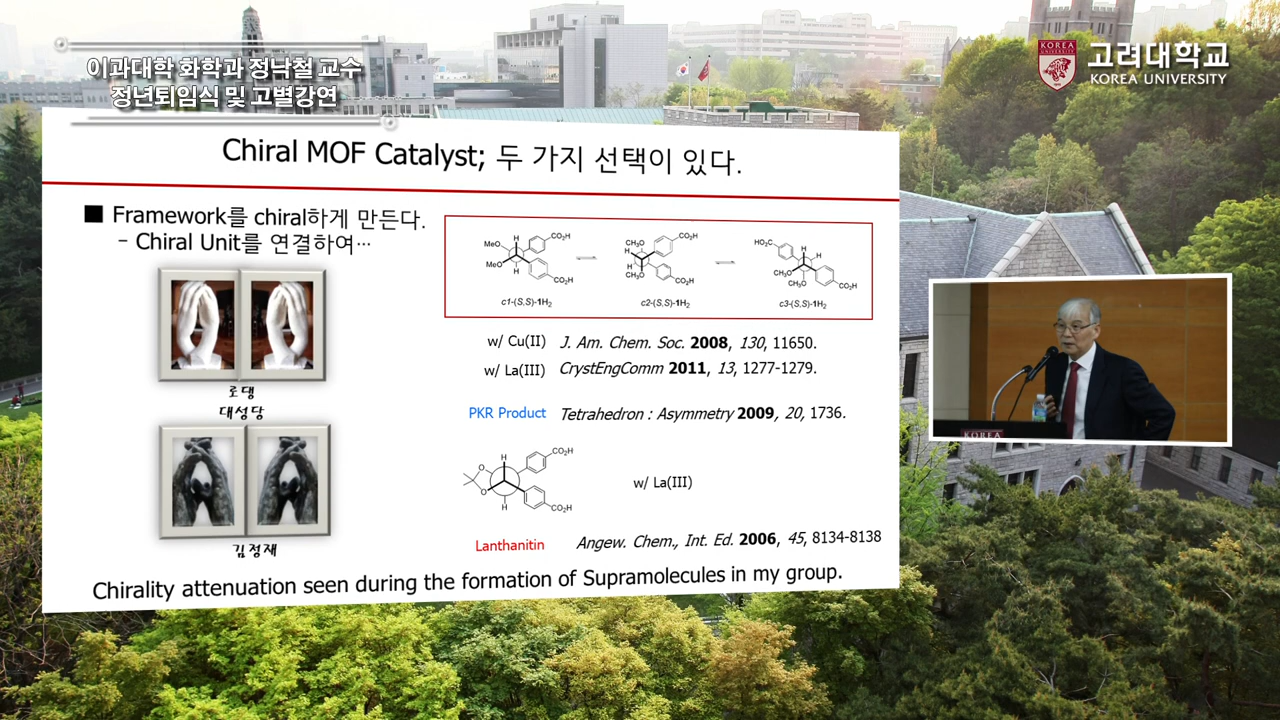 이과대학 화학과 정낙철 교수
정년퇴임식 및 고별강연
KOREA
UNIVERSITY
고려대학교
KOREA UNIVERSITY
Chiral MOF Catalyst; 두 가지 선택이 있다.
■ Framework를 chiral하게 만든다.
- Chiral Unit를 연결하여…
로댕
대성당
김정재
H
MeO
MeO
H
CO₂H
CO₂H
c1-(S,S)-1H₂
CH₃O
H
H
CH₃O
CO₂H
CO₂H
c2-(S,S)-1H₂
HO₂C
H
H
CH₃O
CH₃O
CO₂H
c3-(S,S)-1H₂
w/ Cu(II) J. Am. Chem. Soc. 2008, 130, 11650.
w/ La(III) CrystEngComm 2011, 13, 1277-1279.
PKR Product Tetrahedron : Asymmetry 2009, 20, 1736.
H
O
O
H
CO₂H
CO₂H
w/ La(III)
Lanthanitin Angew. Chem., Int. Ed. 2006, 45, 8134-8138
Chirality attenuation seen during the formation of Supramolecules in my group.
KOREA